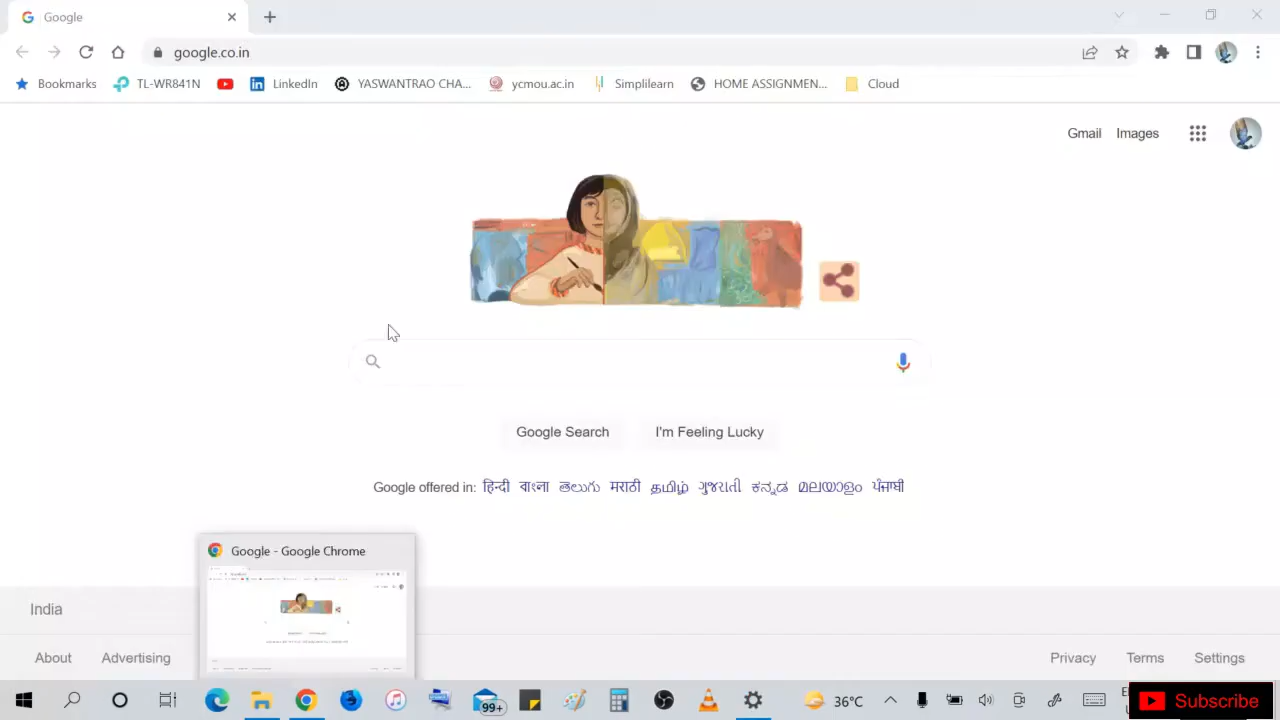 Google
google.co.in
Bookmarks TL-WR841N LinkedIn YASWANTRAO CHA... ycmou.ac.in Simplilearn HOME ASSIGNMEN... Cloud
Gmail Images
Google Search I'm Feeling Lucky
Google offered in: हिन्दी বাংলা తెలుగు मराठी தமிழ் ગુજરાતી ಕನ್ನಡ മലയാളം ਪੰਜਾਬੀ
Google - Google Chrome
India
About Advertising
Privacy Terms Settings
99+
36°C
Subscribe